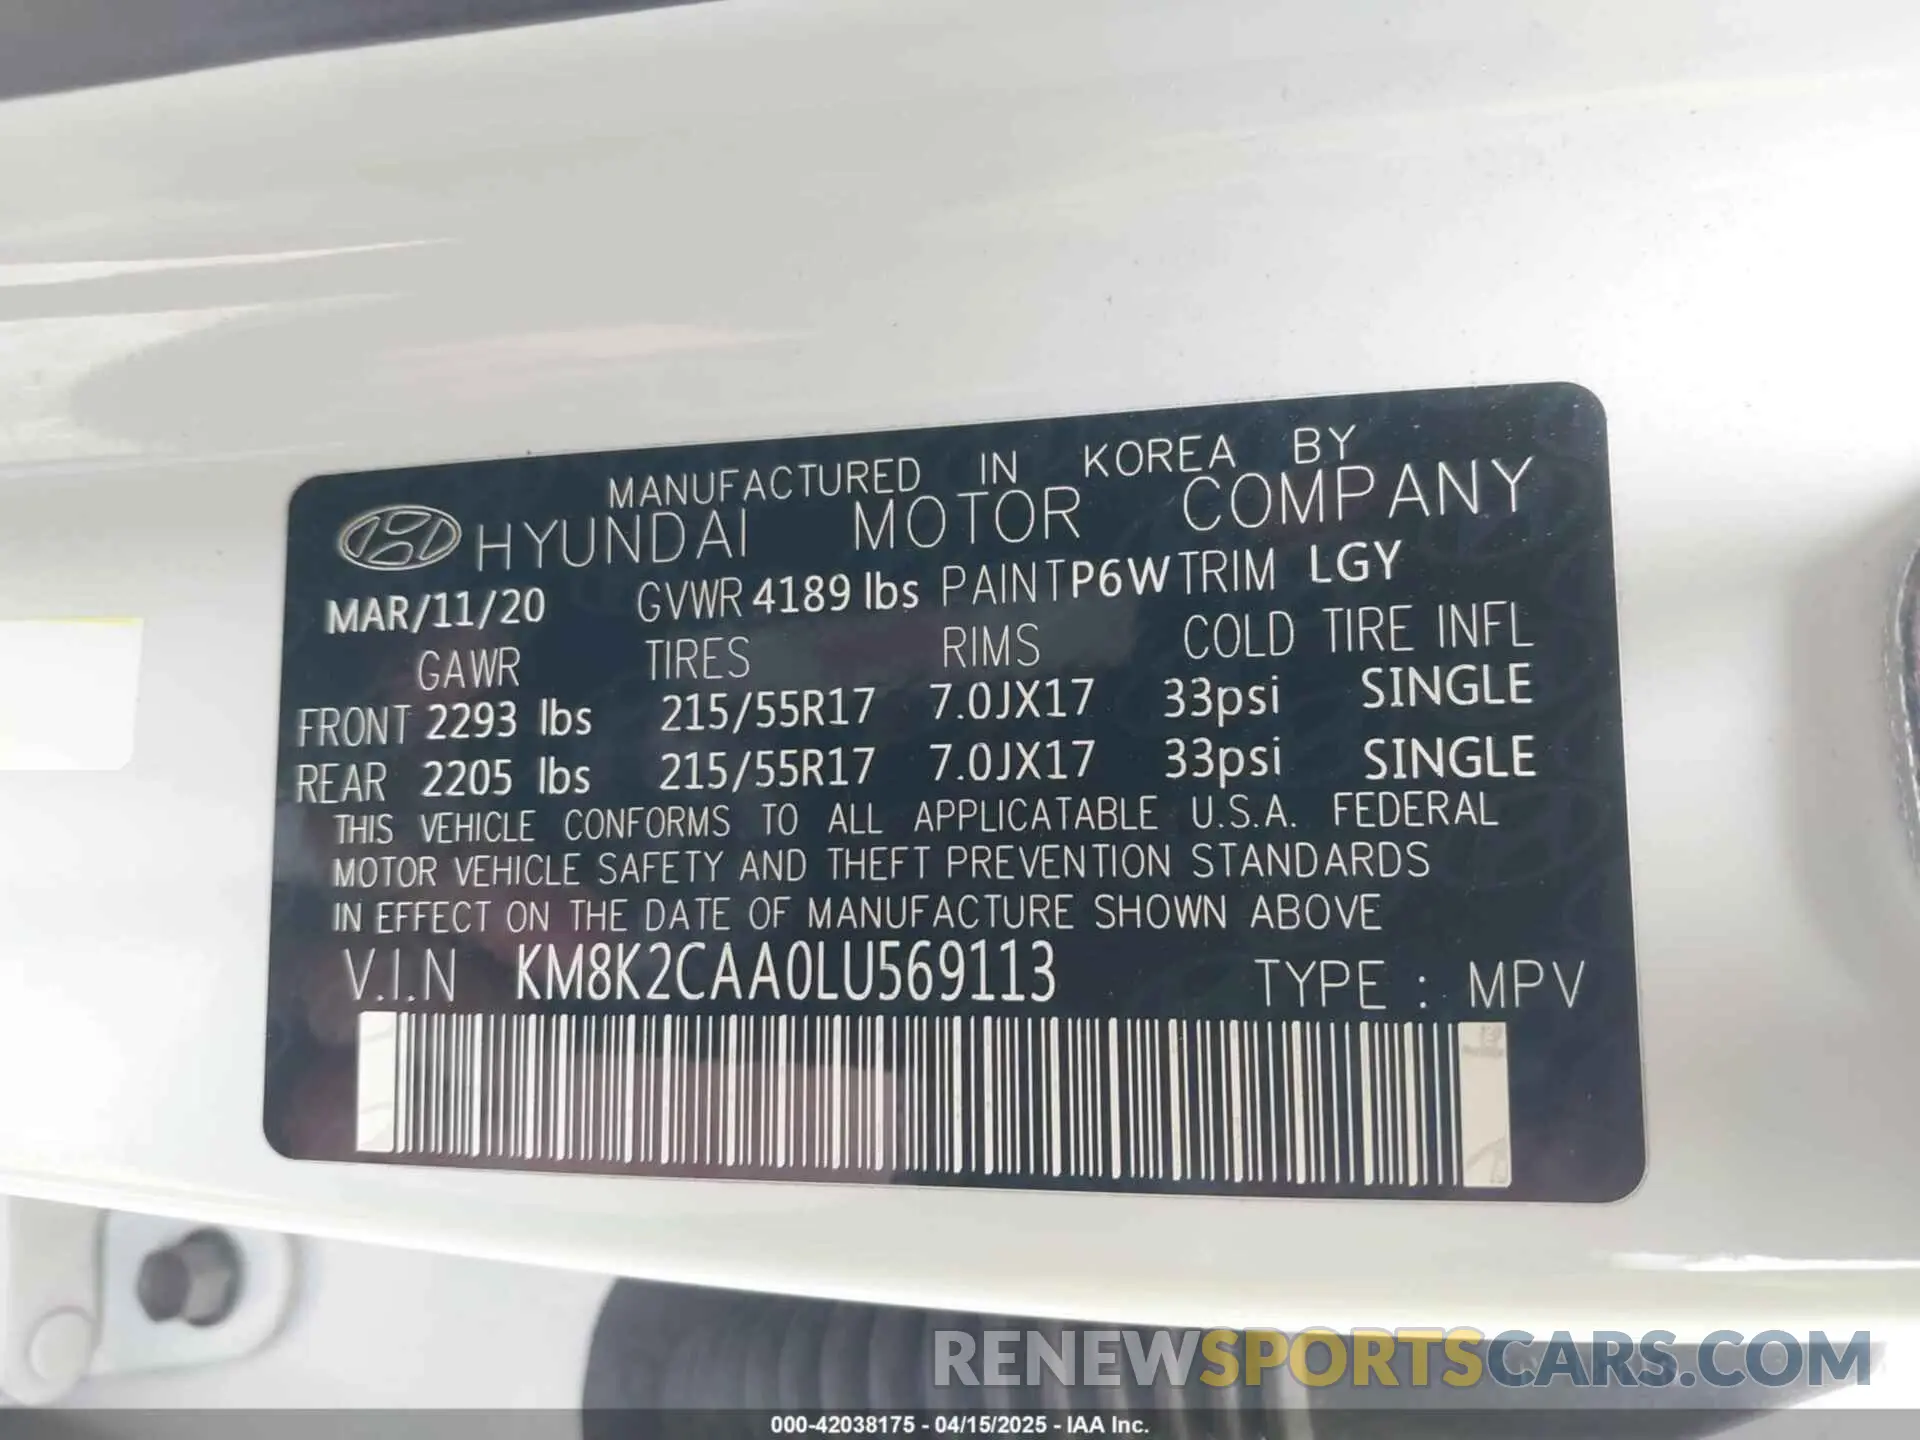 MANUFACTURED IN KOREA BY
HYUNDAI MOTOR COMPANY
MAR/11/20 GVWR 4189 lbs PAINT P6W TRIM LGY
GAWR TIRES RIMS COLD TIRE INFL
FRONT 2293 lbs 215/55R17 7.0JX17 33psi SINGLE
REAR 2205 lbs 215/55R17 7.0JX17 33psi SINGLE
THIS VEHICLE CONFORMS TO ALL APPLICATABLE U.S.A. FEDERAL
MOTOR VEHICLE SAFETY AND THEFT PREVENTION STANDARDS
IN EFFECT ON THE DATE OF MANUFACTURE SHOWN ABOVE
V.I.N KM8K2CAA0LU569113 TYPE : MPV
RENEWSPORTSCARS.COM
000-42038175 - 04/15/2025 - IAA Inc.